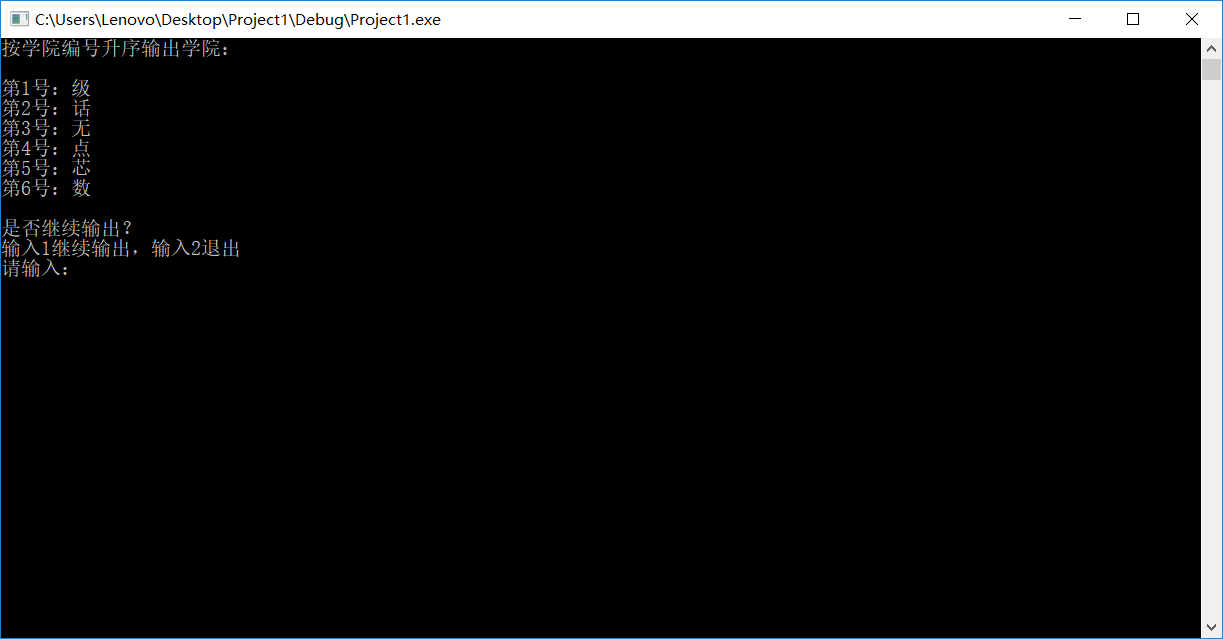 C:\Users\Lenovo\Desktop\Project1\Debug\Project1.exe
按学院编号升序输出学院：
第1号：级
第2号：话
第3号：无
第4号：点
第5号：芯
第6号：数
是否继续输出？
输入1继续输出，输入2退出
请输入：